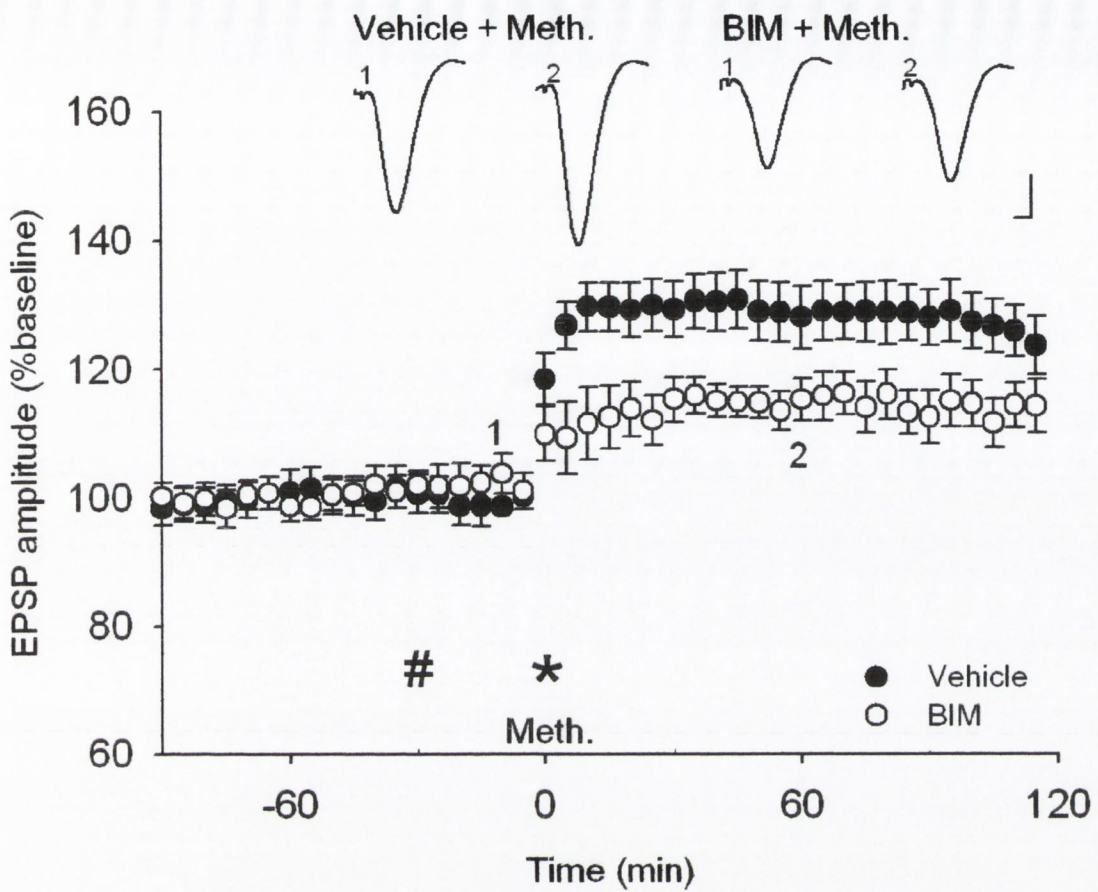 Vehicle + Meth. BIM + Meth.
1 2 1 2
160
140
120
100
80
60
EPSP amplitude (%baseline)
1
2
# *
Meth.
Vehicle
BIM
-60 0 60 120
Time (min)